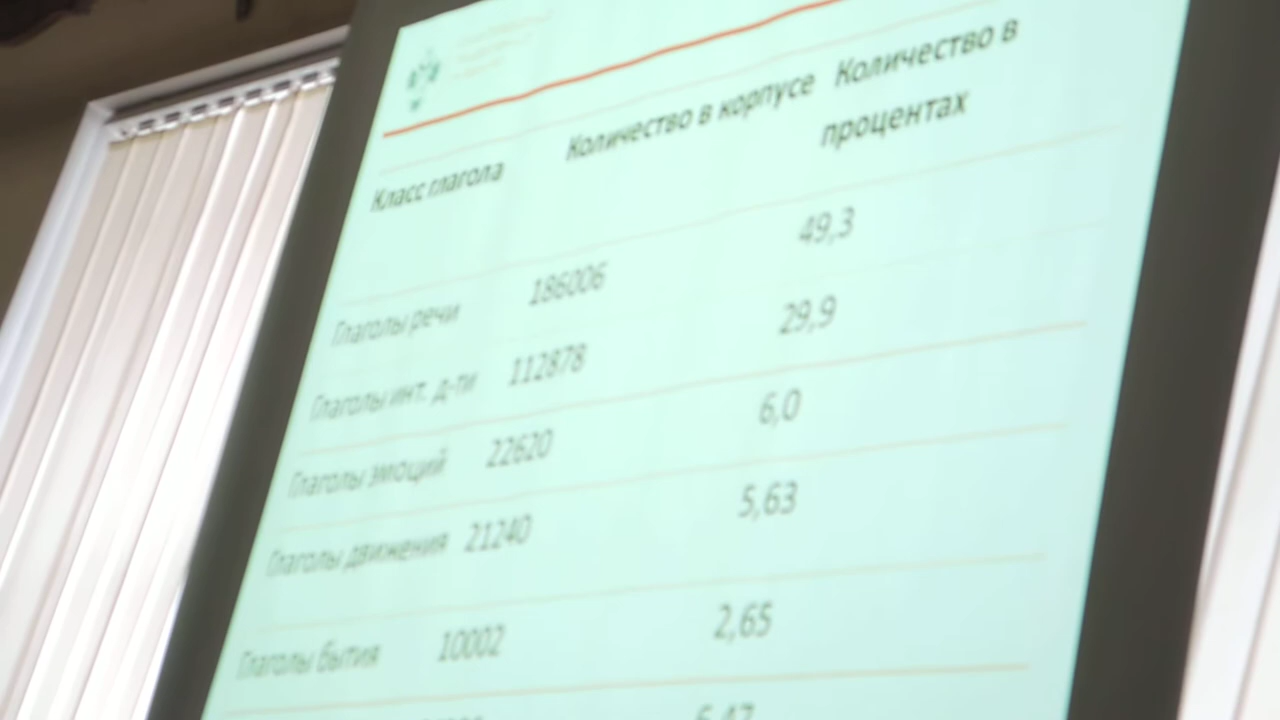 Класс глагола Количество в корпусе Количество в
процентах
Глаголы речи 186006 49,3
Глаголы инт. д-ти 112878 29,9
Глаголы эмоций 22620 6,0
Глаголы движения 21240 5,63
Глаголы бытия 10002 2,65